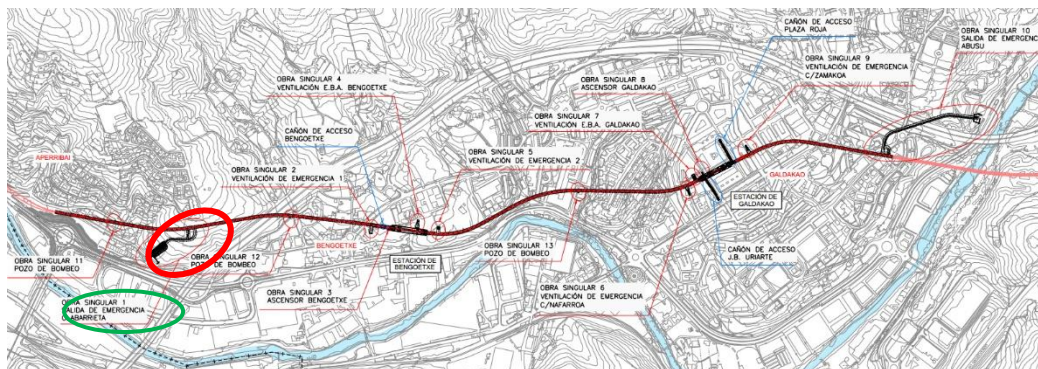 CAÑÓN DE ACCESO
PLAZA ROJA
OBRA SINGULAR 10
SALIDA DE EMERGENC
ABUSU
OBRA SINGULAR 9
VENTILACIÓN DE EMERGENCIA
C/ZAMAKOA
OBRA SINGULAR 4
VENTILACIÓN E.B.A. BENGOETXE
OBRA SINGULAR 8
ASCENSOR GALDAKAO
OBRA SINGULAR 7
VENTILACIÓN E.B.A. GALDAKAO
CAÑÓN DE ACCESO
BENGOETXE
OBRA SINGULAR 5
VENTILACIÓN DE EMERGENCIA 2
APERRIBAI
OBRA SINGULAR 2
VENTILACIÓN DE EMERGENCIA 1
GALDAKAO
ESTACIÓN DE
GALDAKAO
BENGOETXE
ESTACIÓN DE
BENGOETXE
OBRA SINGULAR 13
POZO DE BOMBEO
CAÑÓN DE ACCESO
J.B. URIARTE
OBRA SINGULAR 11
POZO DE BOMBEO
OBRA SINGULAR 12
POZO DE BOMBEO
OBRA SINGULAR 3
ASCENSOR BENGOETXE
OBRA SINGULAR 6
VENTILACIÓN DE EMERGENCIA
C/NAFARROA
OBRA SINGULAR 1
SALIDA DE EMERGENCIA
LABARRIETA